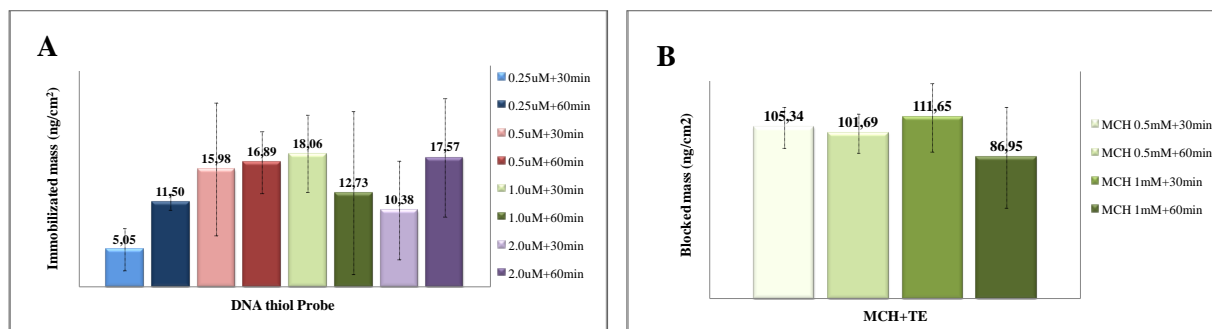 A
Immobilizated mass (ng/cm²)
5,05
11,50
15,98
16,89
18,06
12,73
10,38
17,57
DNA thiol Probe
0.25uM+30min
0.25uM+60min
0.5uM+30min
0.5uM+60min
1.0uM+30min
1.0uM+60min
2.0uM+30min
2.0uM+60min
B
Blocked mass (ng/cm2)
105,34
101,69
111,65
86,95
MCH+TE
MCH 0.5mM+30min
MCH 0.5mM+60min
MCH 1mM+30min
MCH 1mM+60min